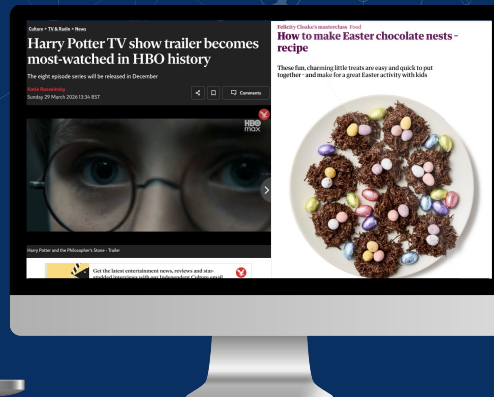 Culture > TV & Radio > News
Harry Potter TV show trailer becomes
most-watched in HBO history
The eight episode series will be released in December
Katie Rosseinsky
Sunday 29 March 2026 13:34 BST
Comments
HBO
max
Harry Potter and the Philosopher's Stone - Trailer
Get the latest entertainment news, reviews and star-
studded interviews with our Independent Culture email
Felicity Cloake's masterclass Food
How to make Easter chocolate nests –
recipe
These fun, charming little treats are easy and quick to put
together – and make for a great Easter activity with kids